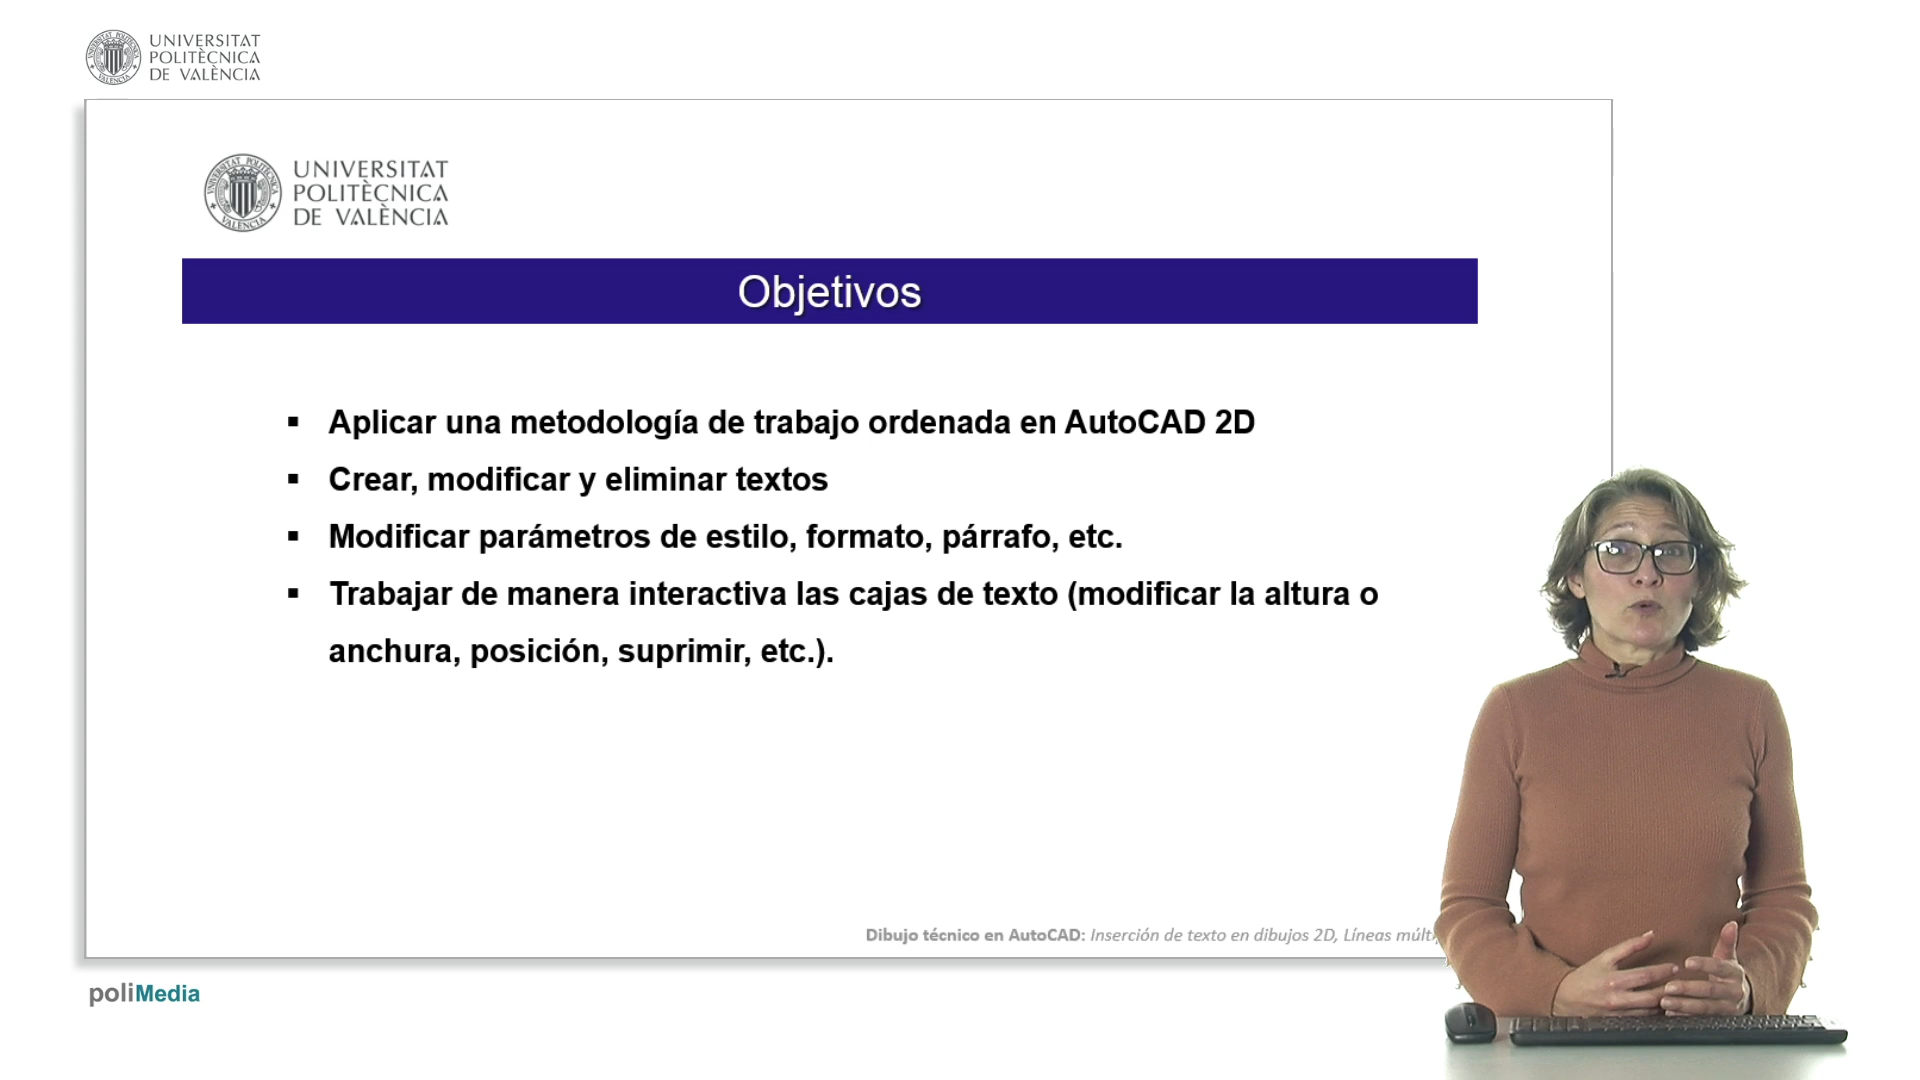 UNIVERSITAT
POLITÈCNICA
DE VALÈNCIA
UNIVERSITAT
POLITÈCNICA
DE VALÈNCIA
Objetivos
▪ Aplicar una metodología de trabajo ordenada en AutoCAD 2D
▪ Crear, modificar y eliminar textos
▪ Modificar parámetros de estilo, formato, párrafo, etc.
▪ Trabajar de manera interactiva las cajas de texto (modificar la altura o
anchura, posición, suprimir, etc.).
Dibujo técnico en AutoCAD: Inserción de texto en dibujos 2D, Líneas
poliMedia